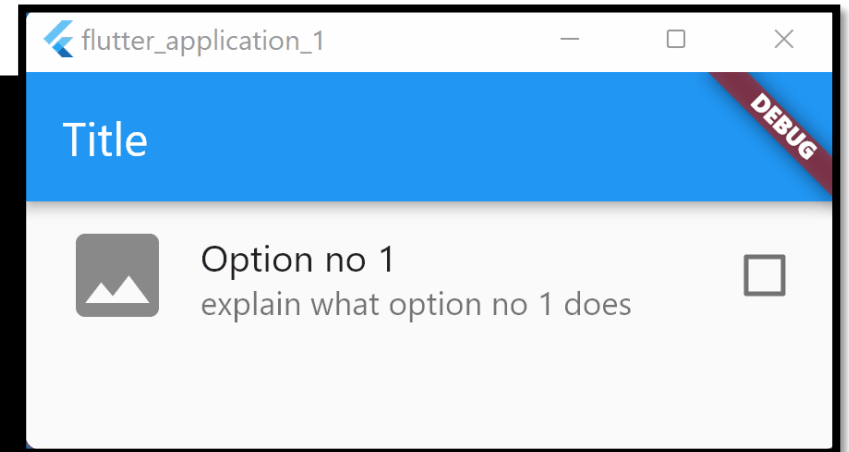 flutter_application_1
DEBUG
Title
Option no 1
explain what option no 1 does